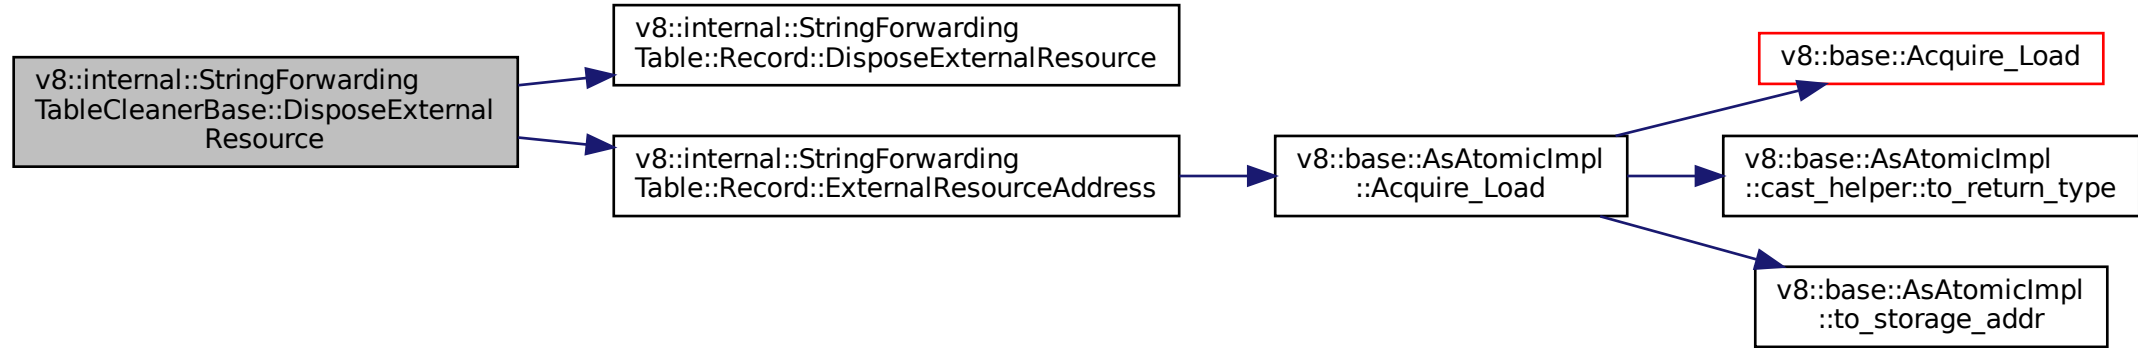 v8::internal::StringForwarding
TableCleanerBase::DisposeExternal
Resource
v8::internal::StringForwarding
Table::Record::DisposeExternalResource
v8::internal::StringForwarding
Table::Record::ExternalResourceAddress
v8::base::AsAtomicImpl
::Acquire_Load
v8::base::Acquire_Load
v8::base::AsAtomicImpl
::cast_helper::to_return_type
v8::base::AsAtomicImpl
::to_storage_addr